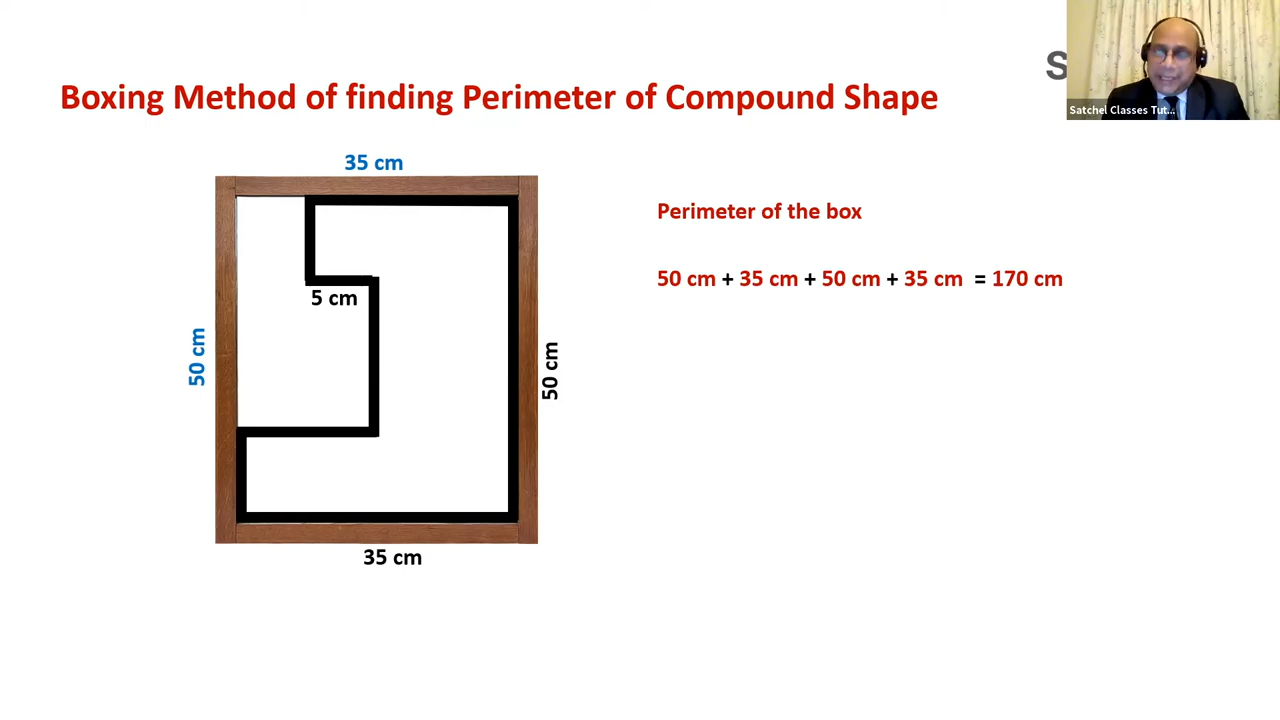 S
Satchel Classes Tut...
Boxing Method of finding Perimeter of Compound Shape
35 cm
Perimeter of the box
50 cm + 35 cm + 50 cm + 35 cm = 170 cm
5 cm
50 cm
50 cm
35 cm